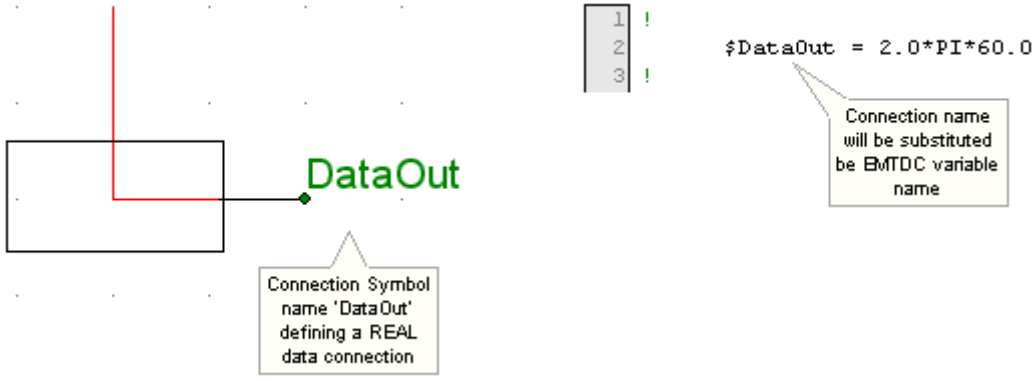 DataOut
Connection Symbol
name 'DataOut'
defining a REAL
data connection
1 !
2 $DataOut = 2.0*PI*60.0
3 !
Connection name
will be substituted
be EMTDC variable
name